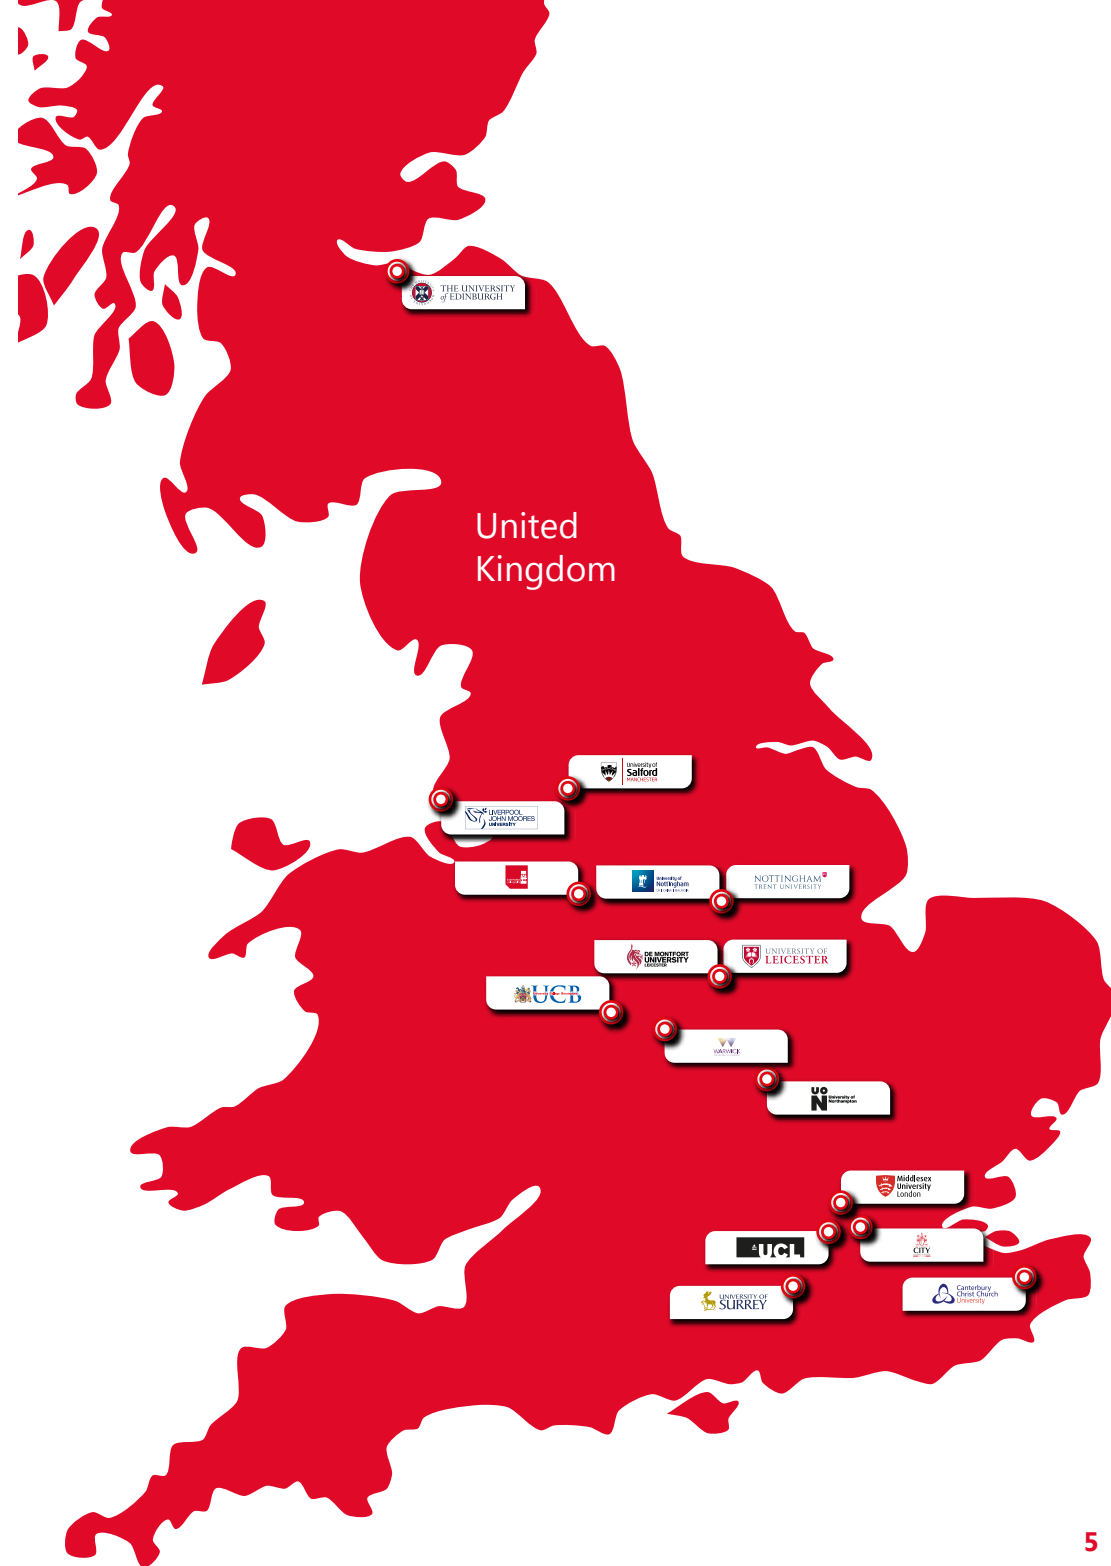 THE UNIVERSITY
of EDINBURGH
United
Kingdom
University of
Salford
MANCHESTER
LIVERPOOL
JOHN MOORES
UNIVERSITY
University of
Nottingham
NOTTINGHAM
TRENT UNIVERSITY
DE MONTFORT
UNIVERSITY
LEICESTER
UNIVERSITY OF
LEICESTER
UCB
WARWICK
UON
University of
Northampton
Middlesex
University
London
UCL
CITY
UNIVERSITY OF
SURREY
Canterbury
Christ Church
University
5